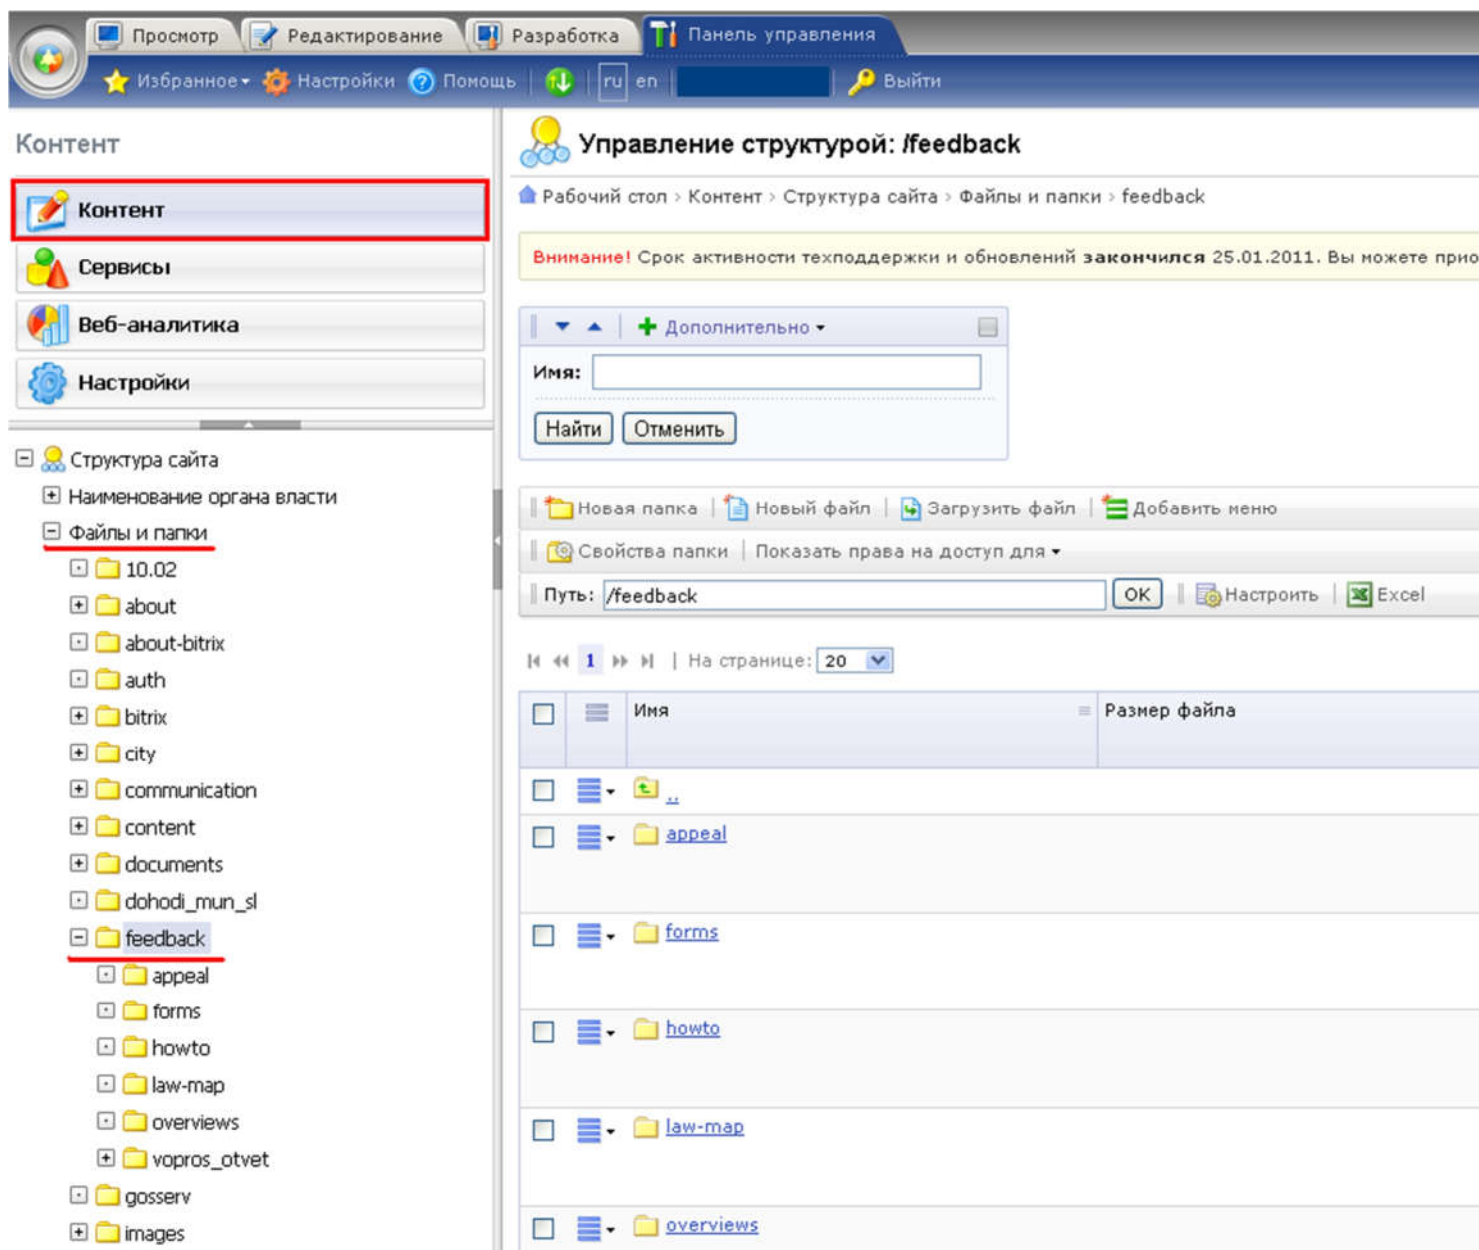 Просмотр Редактирование Разработка Панель управления
Избранное Настройки Помощь ru en Выйти
Контент
Контент
Сервисы
Веб-аналитика
Настройки
Структура сайта
Наименование органа власти
Файлы и папки
10.02
about
about-bitrix
auth
bitrix
city
communication
content
documents
dohodi_mun_sl
feedback
appeal
forms
howto
law-map
overviews
vopros_otvet
gosserv
images
Управление структурой: /feedback
Рабочий стол › Контент › Структура сайта › Файлы и папки › feedback
Внимание! Срок активности техподдержки и обновлений закончился 25.01.2011. Вы можете прио
Дополнительно
Имя:
Найти Отменить
Новая папка Новый файл Загрузить файл Добавить меню
Свойства папки Показать права на доступ для
Путь: /feedback OK Настроить Excel
1 На странице: 20
Имя Размер файла
..
appeal
forms
howto
law-map
overviews